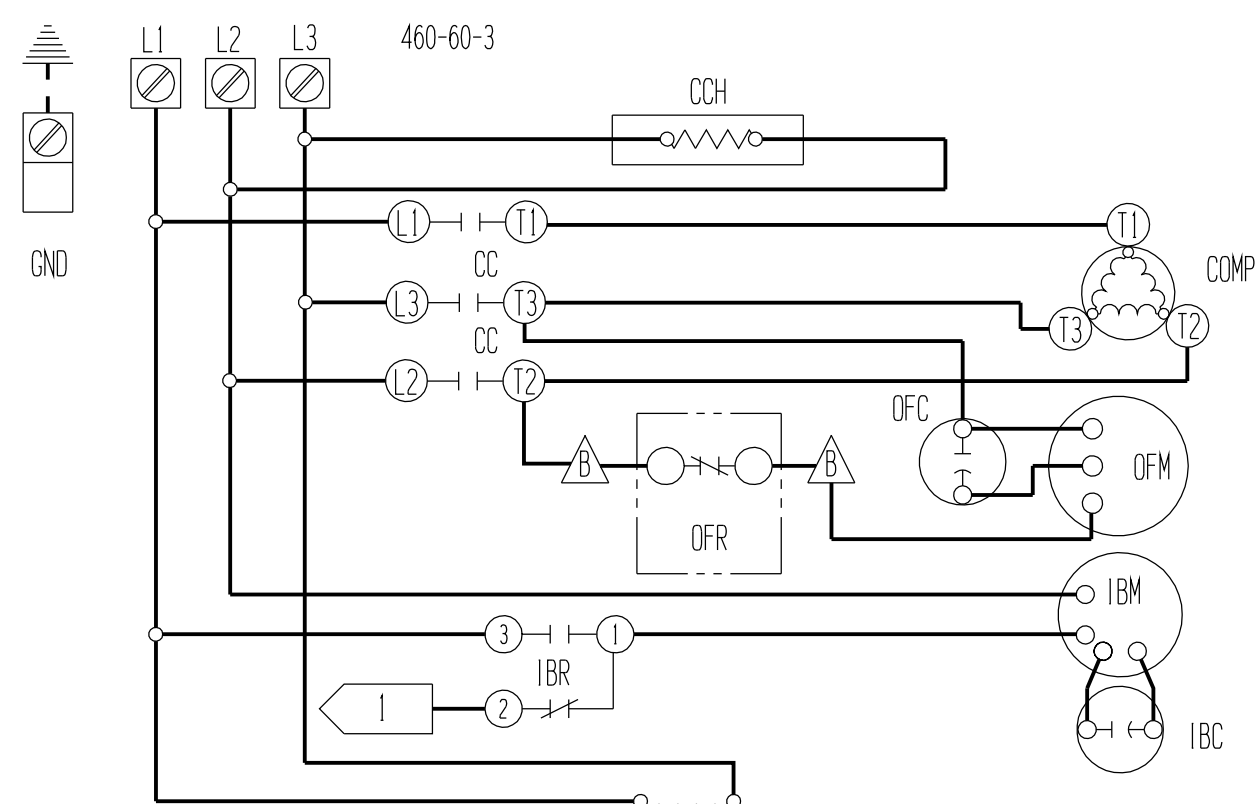 L1 L2 L3 460-60-3
CCH
GND
L1 T1 T1
CC
COMP
L3 T3 T3 T2
CC
L2 T2
OFC
B B OFM
OFR
IBM
3 1
IBR
1 2
IBC